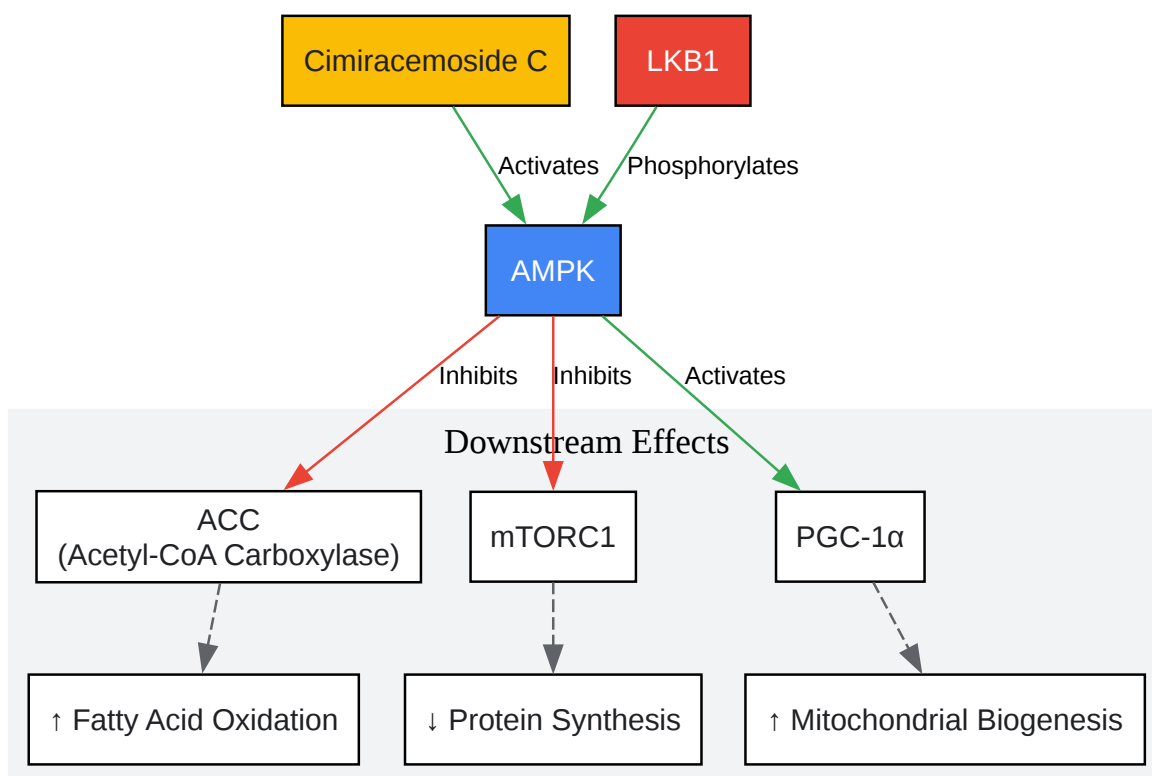 Cimiracemoside C
LKB1
Activates
Phosphorylates
AMPK
Inhibits
Inhibits
Activates
Downstream Effects
ACC
(Acetyl-CoA Carboxylase)
mTORC1
PGC-1α
↑ Fatty Acid Oxidation
↓ Protein Synthesis
↑ Mitochondrial Biogenesis